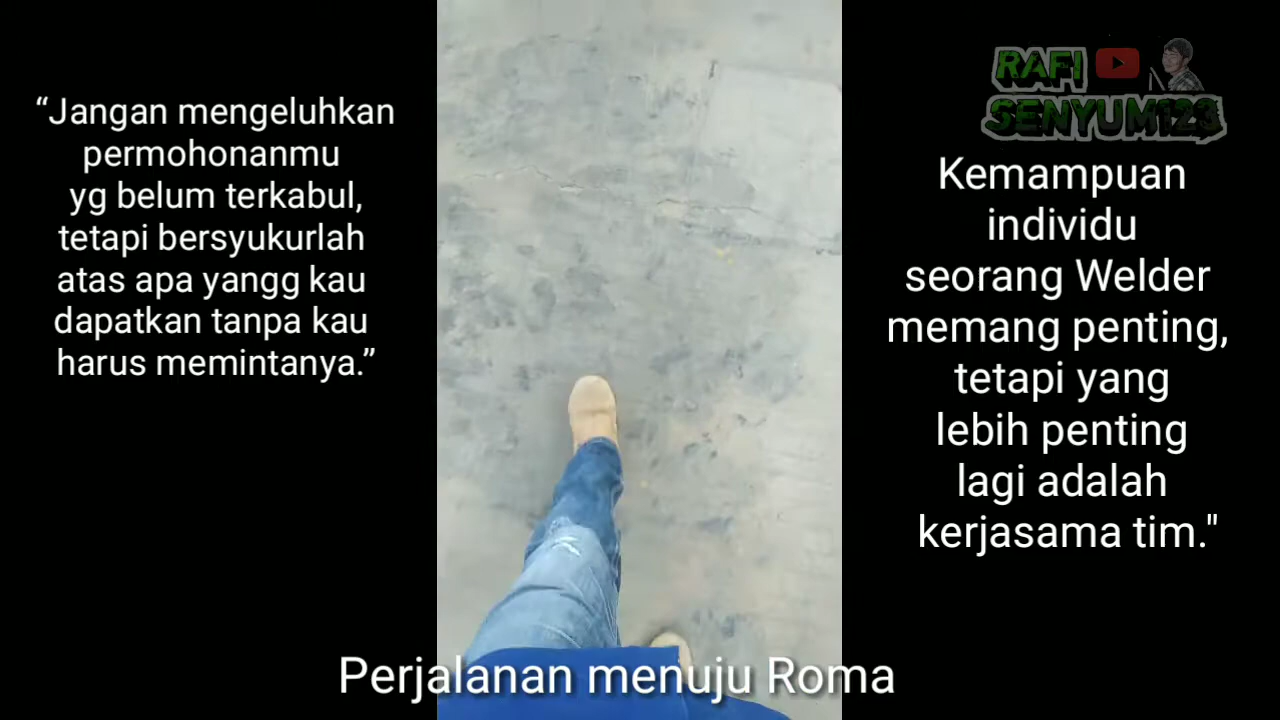 “Jangan mengeluhkan
permohonanmu
yg belum terkabul,
tetapi bersyukurlah
atas apa yangg kau
dapatkan tanpa kau
harus memintanya.”
RAFI
SENYUM123
Kemampuan
individu
seorang Welder
memang penting,
tetapi yang
lebih penting
lagi adalah
kerjasama tim."
Perjalanan menuju Roma